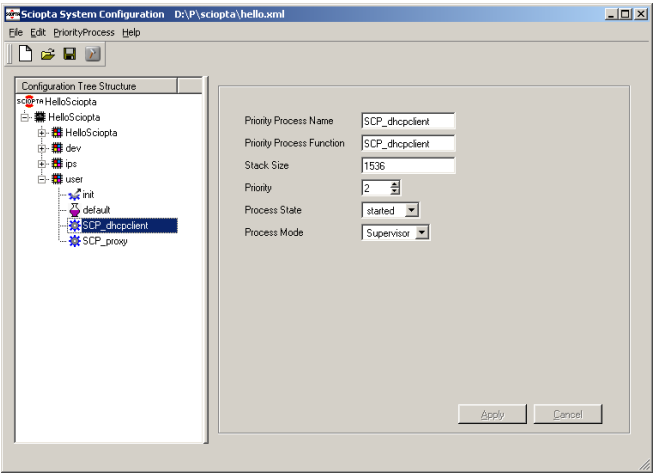 Sciopta System Configuration D:\P\sciopta\hello.xml
File Edit PriorityProcess Help
Configuration Tree Structure
SCIOPTA HelloSciopta
HelloSciopta
HelloSciopta
dev
ips
user
init
default
SCP_dhcpclient
SCP_proxy
Priority Process Name SCP_dhcpclient
Priority Process Function SCP_dhcpclient
Stack Size 1536
Priority 2
Process State started
Process Mode Supervisor
Apply Cancel